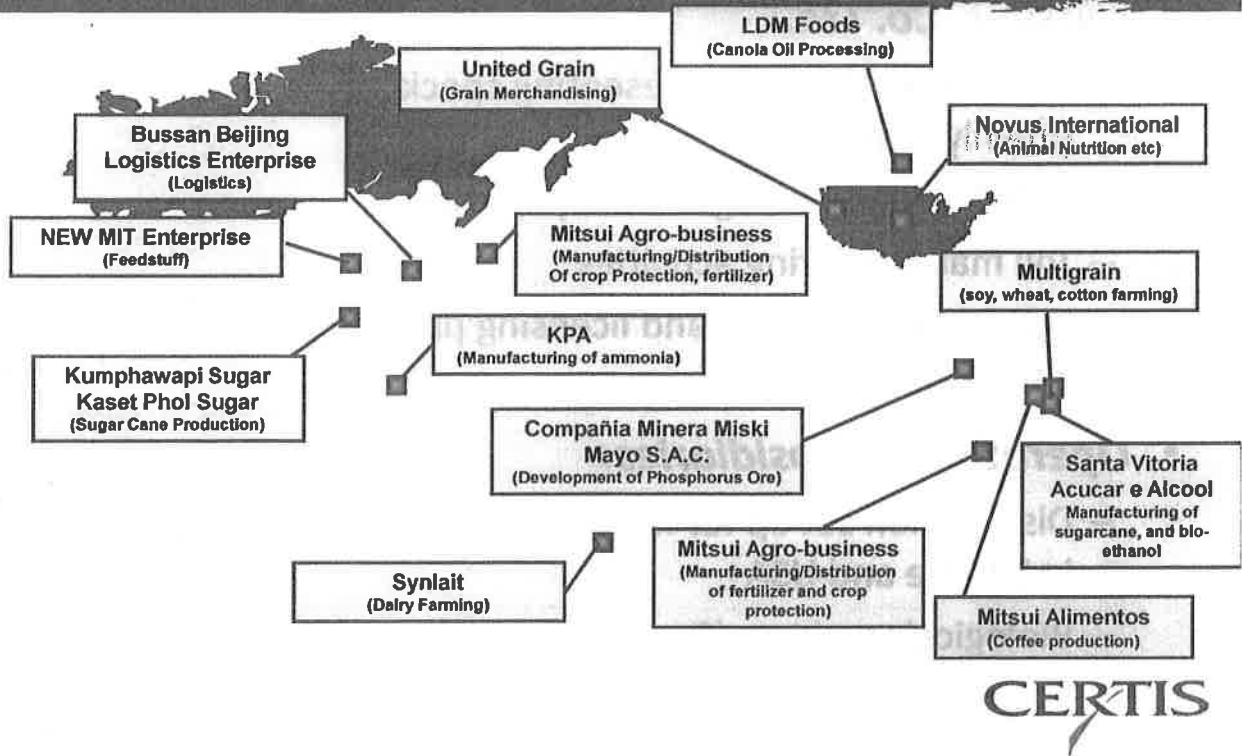 LDM Foods
(Canola Oil Processing)
United Grain
(Grain Merchandising)
Bussan Beijing
Logistics Enterprise
(Logistics)
Novus International
(Animal Nutrition etc)
NEW MIT Enterprise
(Feedstuff)
Mitsui Agro-business
(Manufacturing/Distribution
Of crop Protection, fertilizer)
Multigrain
(soy, wheat, cotton farming)
KPA
(Manufacturing of ammonia)
Kumphawapi Sugar
Kaset Phol Sugar
(Sugar Cane Production)
Compañia Minera Miski
Mayo S.A.C.
(Development of Phosphorus Ore)
Santa Vitoria
Acucar e Alcool
Manufacturing of
sugarcane, and bio-
ethanol
Mitsui Agro-business
(Manufacturing/Distribution
of fertilizer and crop
protection)
Synlait
(Dairy Farming)
Mitsui Alimentos
(Coffee production)
and licensing
CERTIS